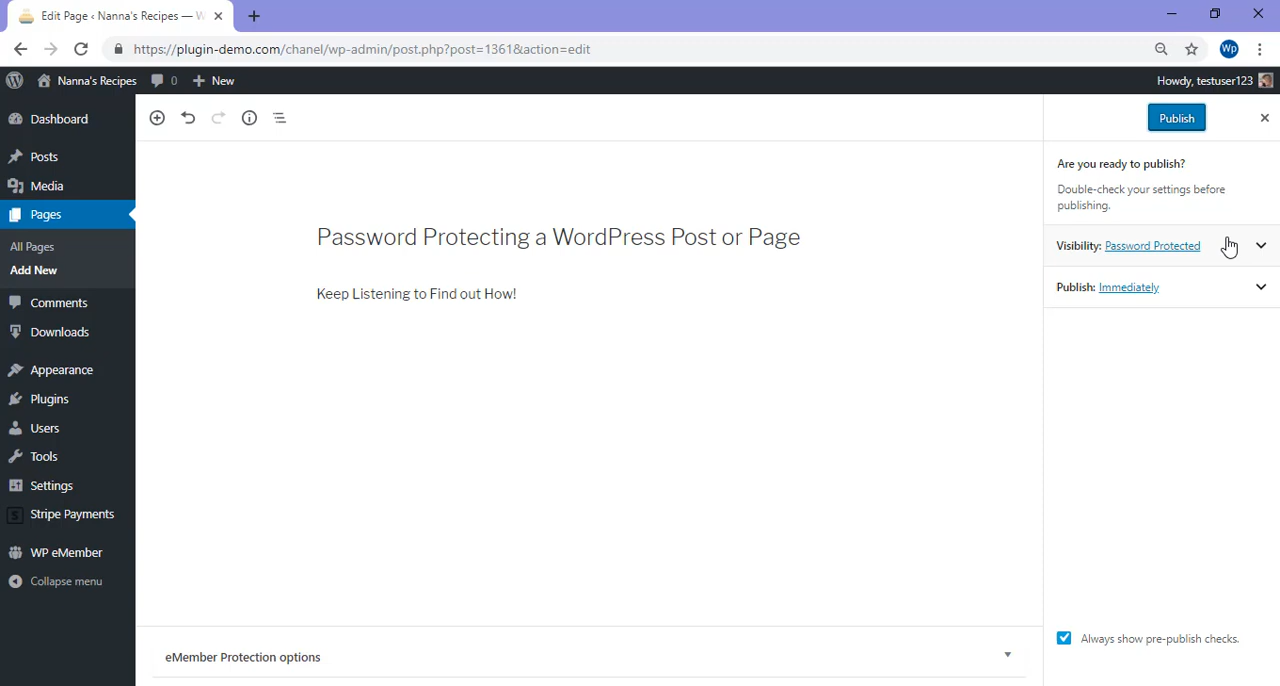 Edit Page ‹ Nanna's Recipes — W
https://plugin-demo.com/chanel/wp-admin/post.php?post=1361&action=edit
Wp
Nanna's Recipes 0 New
Howdy, testuser123
Dashboard
Posts
Media
Pages
All Pages
Add New
Comments
Downloads
Appearance
Plugins
Users
Tools
Settings
S Stripe Payments
WP eMember
Collapse menu
Password Protecting a WordPress Post or Page
Keep Listening to Find out How!
eMember Protection options
Publish
Are you ready to publish?
Double-check your settings before
publishing.
Visibility: Password Protected
Publish: Immediately
Always show pre-publish checks.